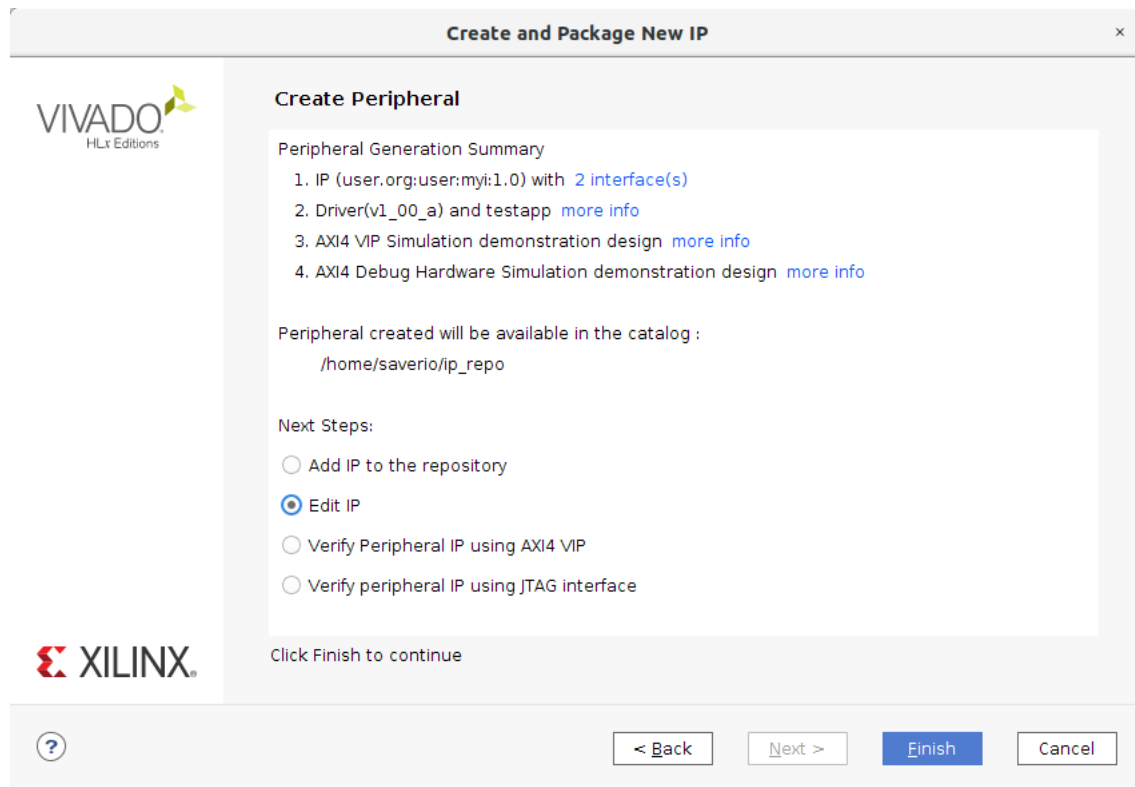 Create and Package New IP ×
VIVADO
HLx Editions
Create Peripheral
Peripheral Generation Summary
1. IP (user.org:user:myi:1.0) with 2 interface(s)
2. Driver(v1_00_a) and testapp more info
3. AXI4 VIP Simulation demonstration design more info
4. AXI4 Debug Hardware Simulation demonstration design more info
Peripheral created will be available in the catalog :
/home/saverio/ip_repo
Next Steps:
Add IP to the repository
Edit IP
Verify Peripheral IP using AXI4 VIP
Verify peripheral IP using JTAG interface
XILINX®
Click Finish to continue
? < Back Next > Finish Cancel